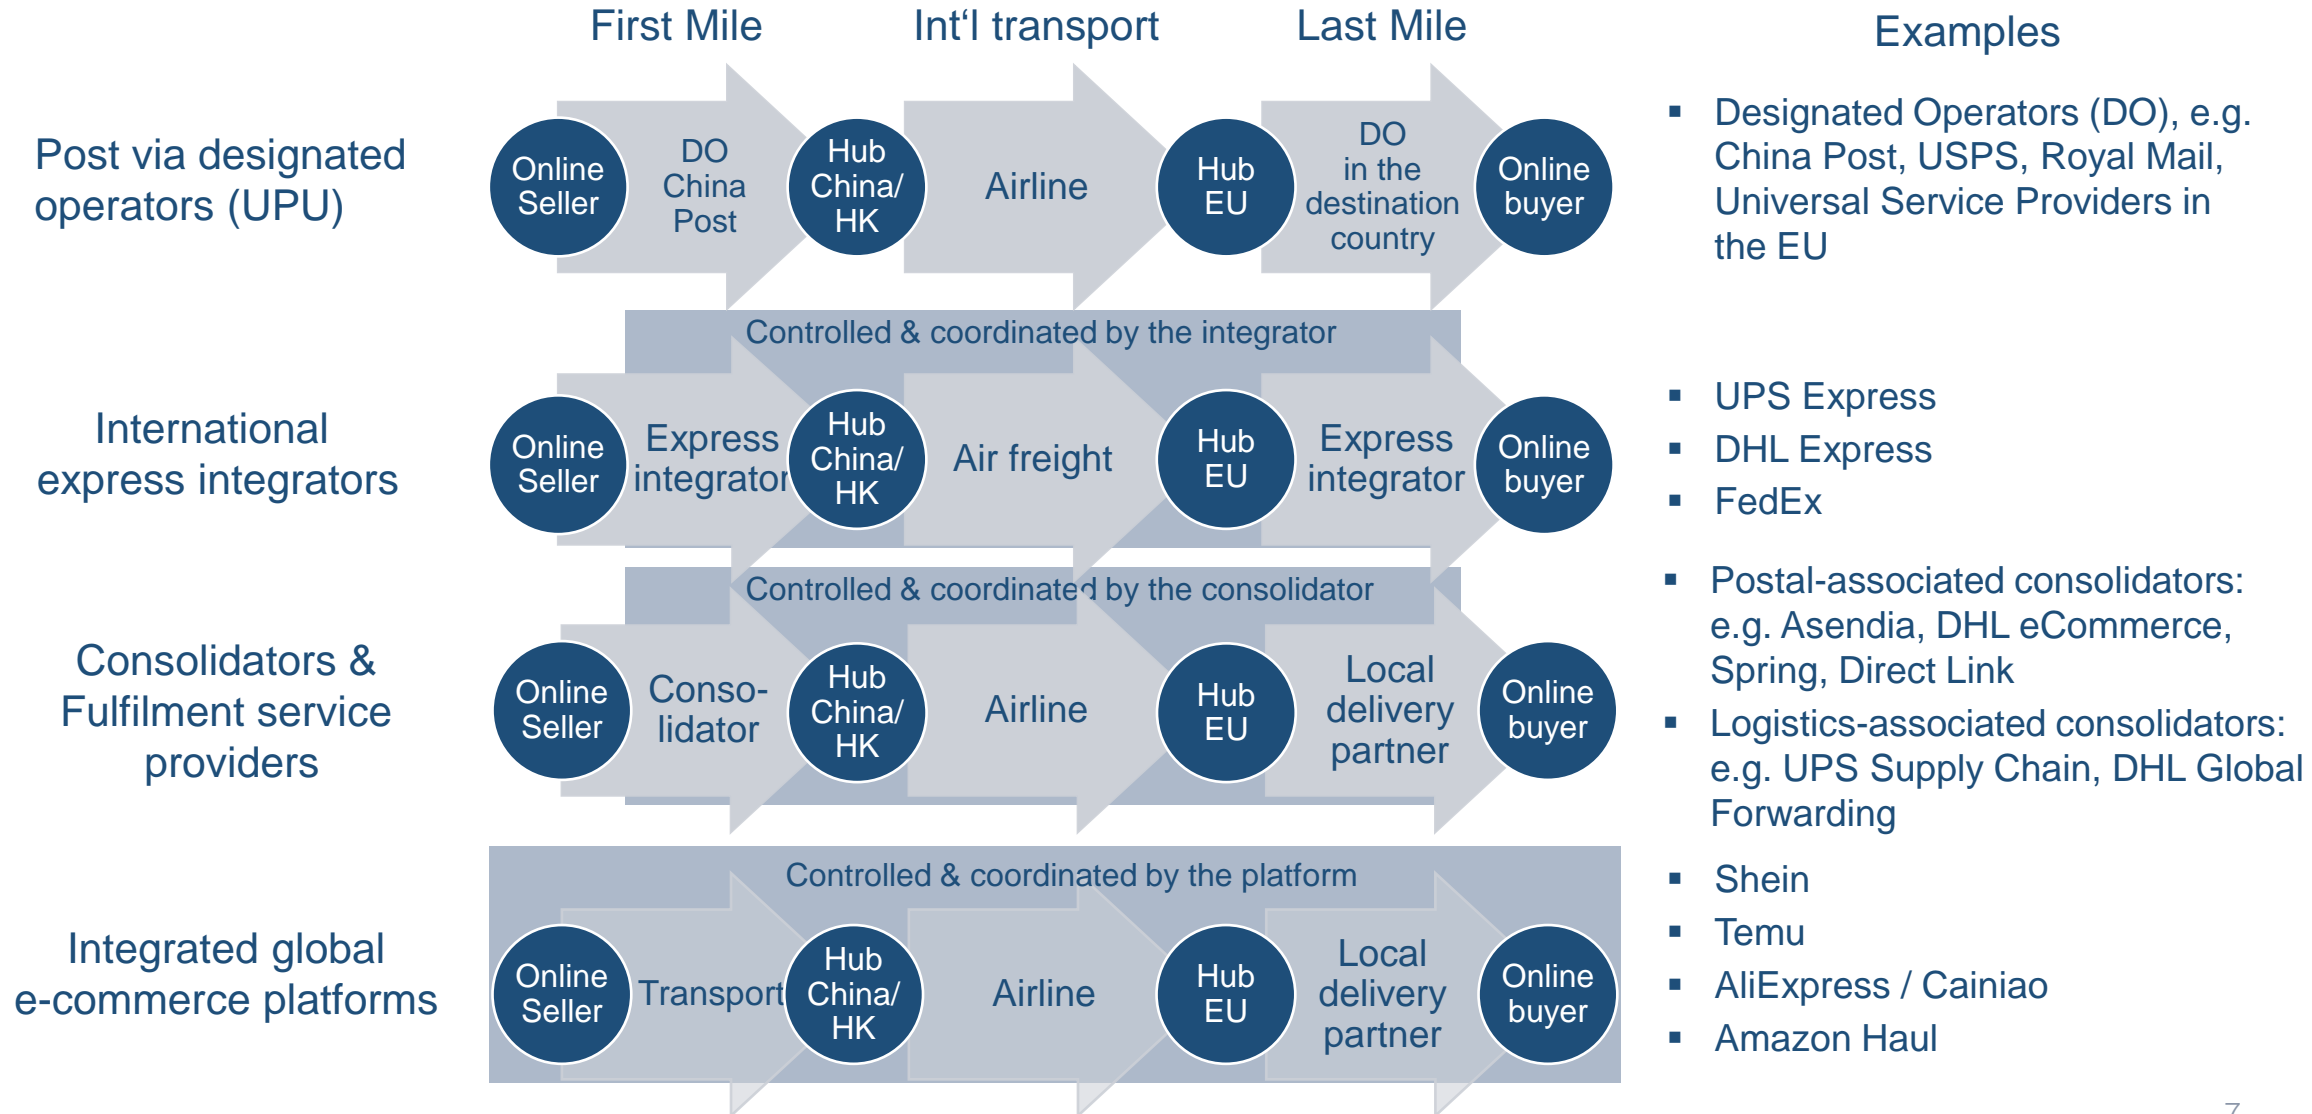 First Mile
Int‘l transport
Last Mile
Examples
Post via designated
operators (UPU)
Online
Seller
DO
China
Post
Hub
China/
HK
Airline
Hub
EU
DO
in the
destination
country
Online
buyer
▪ Designated Operators (DO), e.g.
China Post, USPS, Royal Mail,
Universal Service Providers in
the EU
Controlled & coordinated by the integrator
International
express integrators
Online
Seller
Express
integrator
Hub
China/
HK
Air freight
Hub
EU
Express
integrator
Online
buyer
▪ UPS Express
▪ DHL Express
▪ FedEx
Controlled & coordinated by the consolidator
Consolidators &
Fulfilment service
providers
Online
Seller
Conso-
lidator
Hub
China/
HK
Airline
Hub
EU
Local
delivery
partner
Online
buyer
▪ Postal-associated consolidators:
e.g. Asendia, DHL eCommerce,
Spring, Direct Link
▪ Logistics-associated consolidators:
e.g. UPS Supply Chain, DHL Global
Forwarding
Controlled & coordinated by the platform
Integrated global
e-commerce platforms
Online
Seller
Transport
Hub
China/
HK
Airline
Hub
EU
Local
delivery
partner
Online
buyer
▪ Shein
▪ Temu
▪ AliExpress / Cainiao
▪ Amazon Haul
7